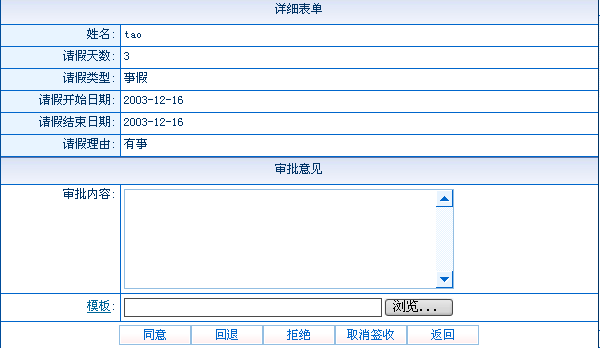 详细表单
姓名: tao
请假天数: 3
请假类型: 事假
请假开始日期: 2003-12-16
请假结束日期: 2003-12-16
请假理由: 有事
审批意见
审批内容:
模板: 浏览...
同意 回退 拒绝 取消签收 返回